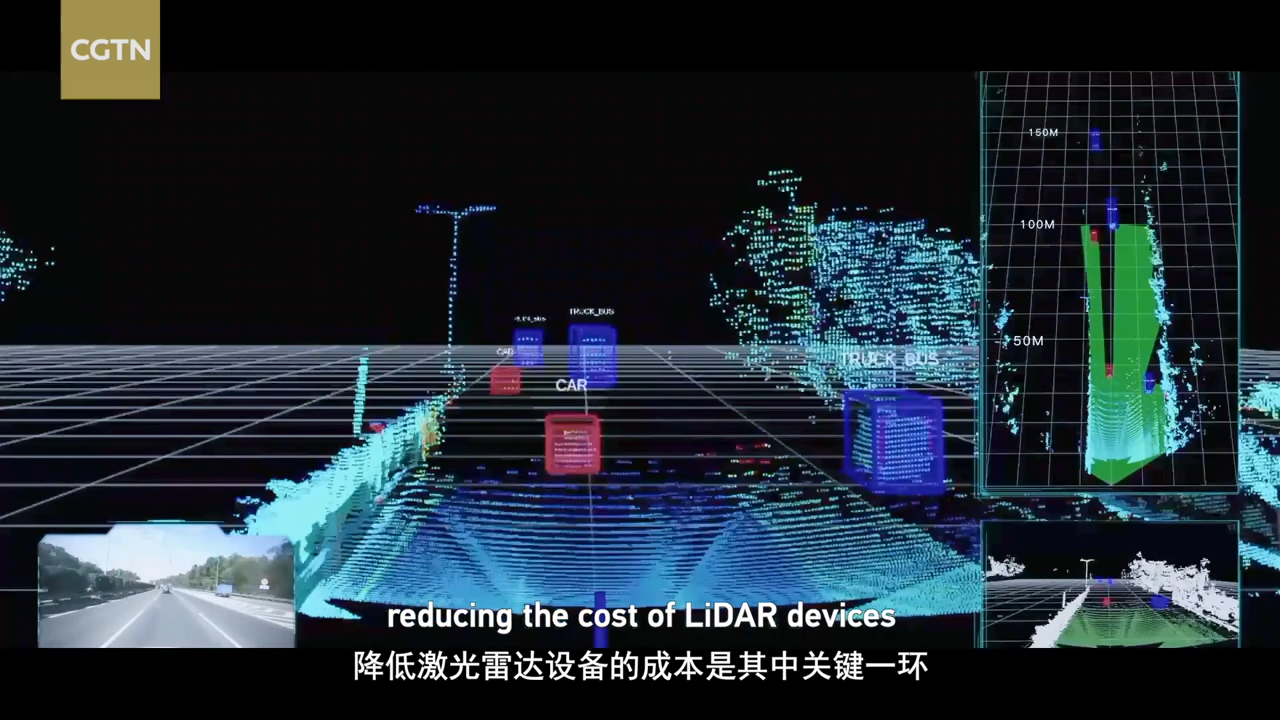 CGTN
150M
100M
TRUCK_BUS
CAR
50M
TRUCK_BUS
CAR
reducing the cost of LiDAR devices
降低激光雷达设备的成本是其中关键一环